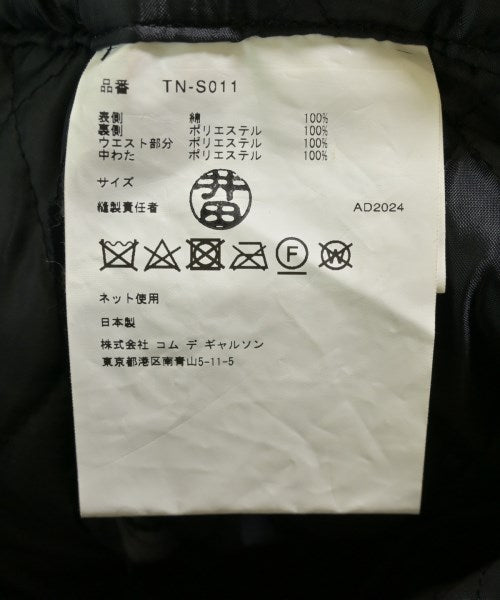 品番 TN-S011
表側 綿 100%
裏側 ポリエステル 100%
ウエスト部分 ポリエステル 100%
中わた ポリエステル 100%
サイズ
井田
縫製責任者 AD2024
F W
ネット使用
日本製
株式会社 コム デ ギャルソン
東京都港区南青山5-11-5